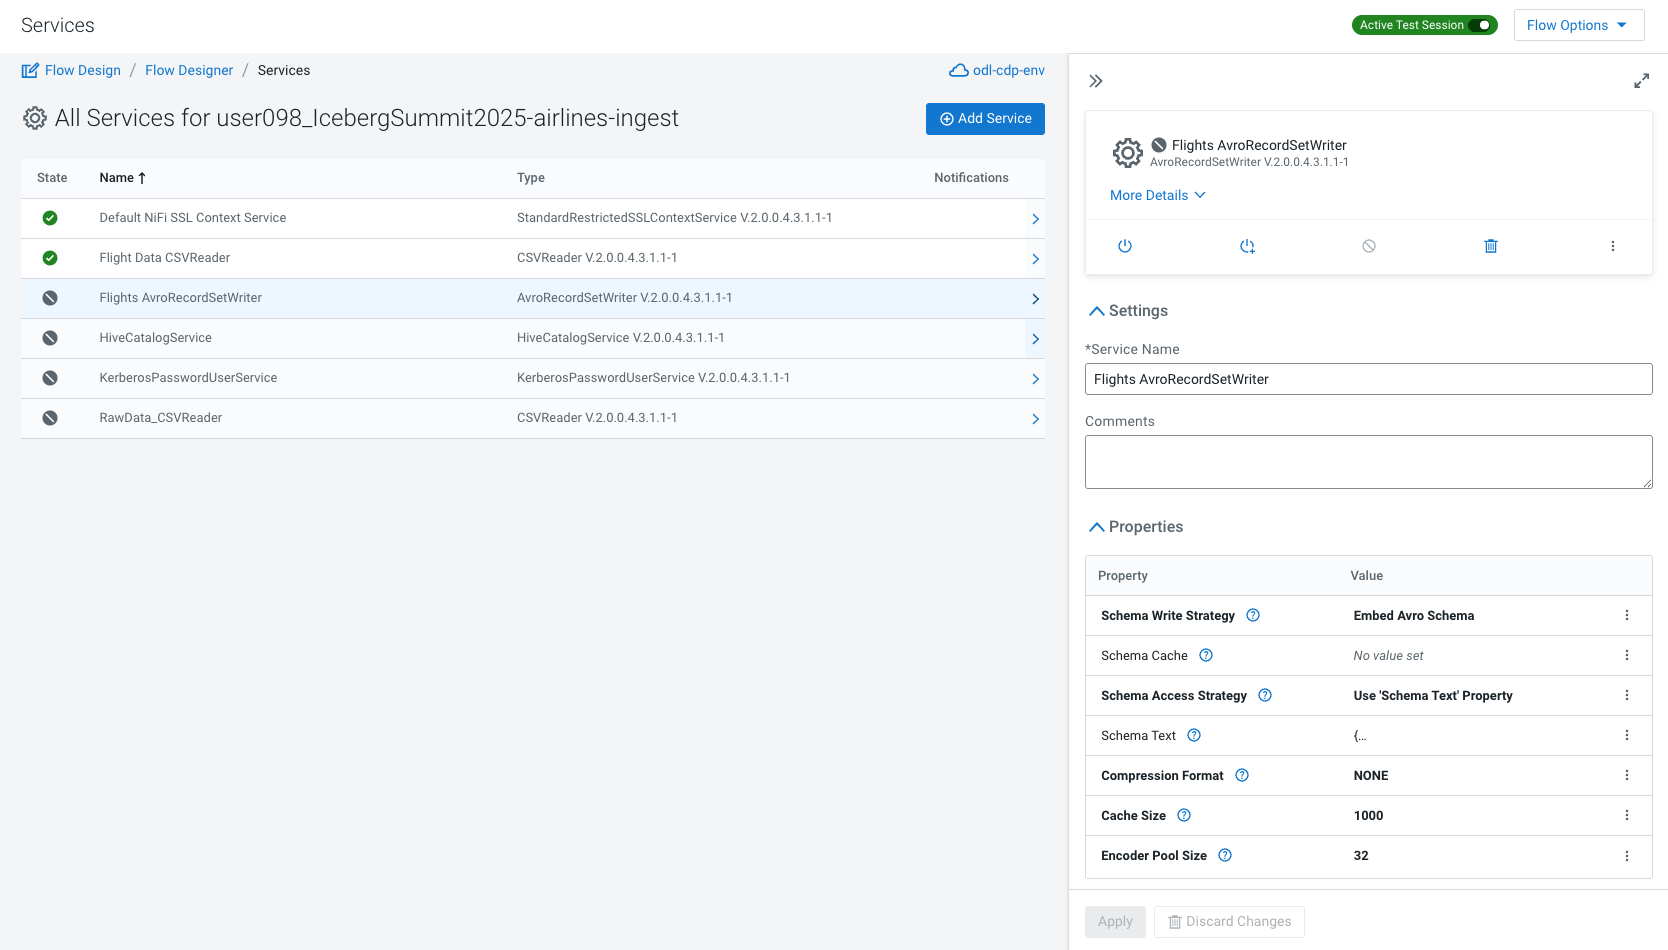 Services
Active Test Session
Flow Options
Flow Design / Flow Designer / Services
odl-cdp-env
All Services for user098_IcebergSummit2025-airlines-ingest
Add Service
State Name ↑ Type Notifications
Default NiFi SSL Context Service StandardRestrictedSSLContextService V.2.0.0.4.3.1.1-1
Flight Data CSVReader CSVReader V.2.0.0.4.3.1.1-1
Flights AvroRecordSetWriter AvroRecordSetWriter V.2.0.0.4.3.1.1-1
HiveCatalogService HiveCatalogService V.2.0.0.4.3.1.1-1
KerberosPasswordUserService KerberosPasswordUserService V.2.0.0.4.3.1.1-1
RawData_CSVReader CSVReader V.2.0.0.4.3.1.1-1
Flights AvroRecordSetWriter
AvroRecordSetWriter V.2.0.0.4.3.1.1-1
More Details
Settings
*Service Name
Flights AvroRecordSetWriter
Comments
Properties
Property Value
Schema Write Strategy Embed Avro Schema
Schema Cache No value set
Schema Access Strategy Use 'Schema Text' Property
Schema Text {...
Compression Format NONE
Cache Size 1000
Encoder Pool Size 32
Apply Discard Changes